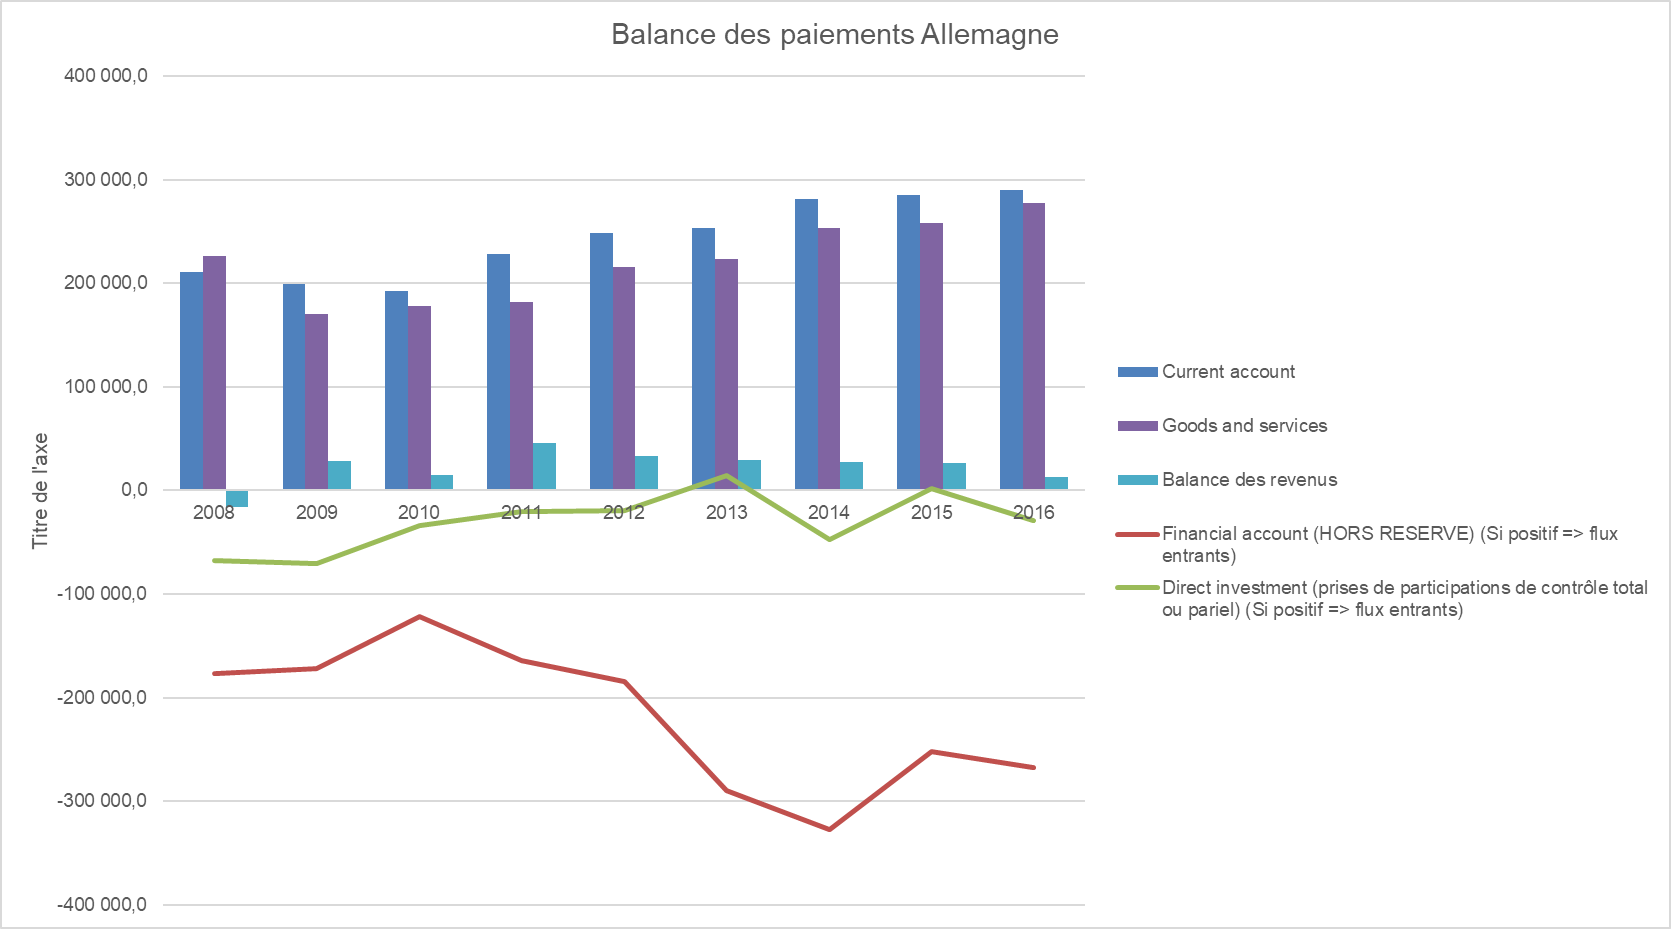 Balance des paiements Allemagne
400 000,0
300 000,0
200 000,0
100 000,0
0,0
-100 000,0
-200 000,0
-300 000,0
-400 000,0
Titre de l'axe
2008
2009
2010
2011
2012
2013
2014
2015
2016
Current account
Goods and services
Balance des revenus
Financial account (HORS RESERVE) (Si positif => flux
entrants)
Direct investment (prises de participations de contrôle total
ou pariel) (Si positif => flux entrants)